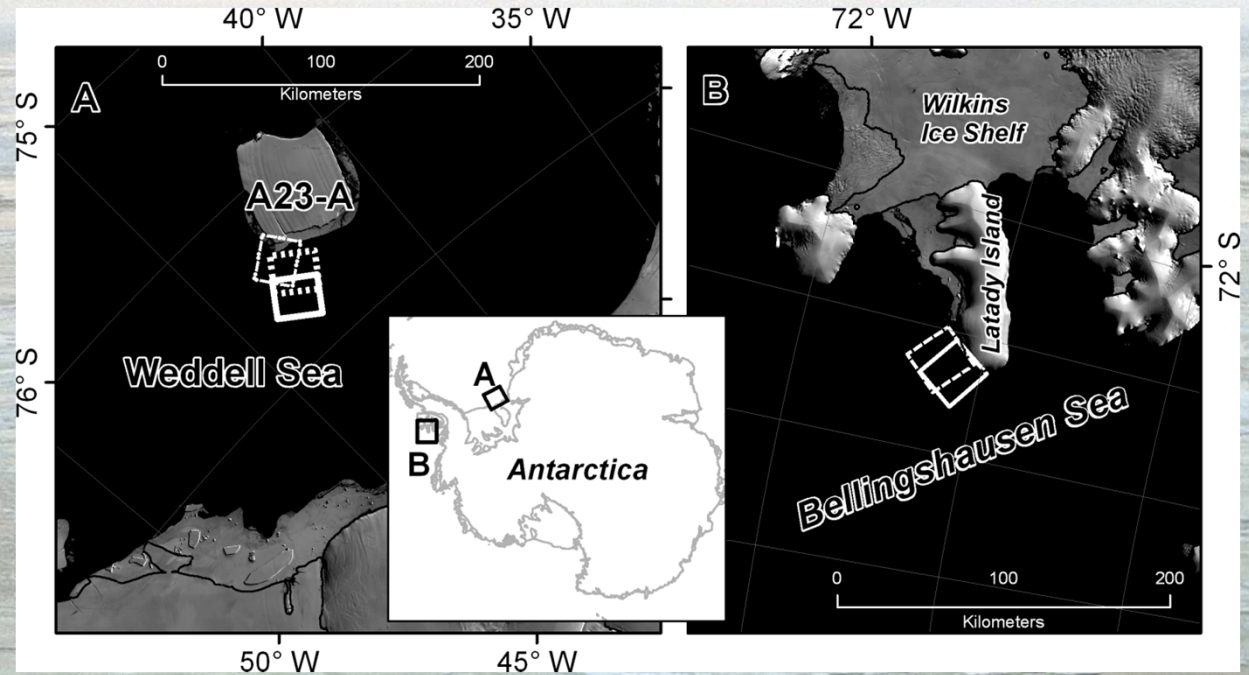 40° W
35° W
72° W
75° S
76° S
72° S
A
0 100 200
Kilometers
A23-A
Weddell Sea
50° W
45° W
A
B
Antarctica
B
Wilkins
Ice Shelf
Latady Island
Bellingshausen Sea
0 100 200
Kilometers